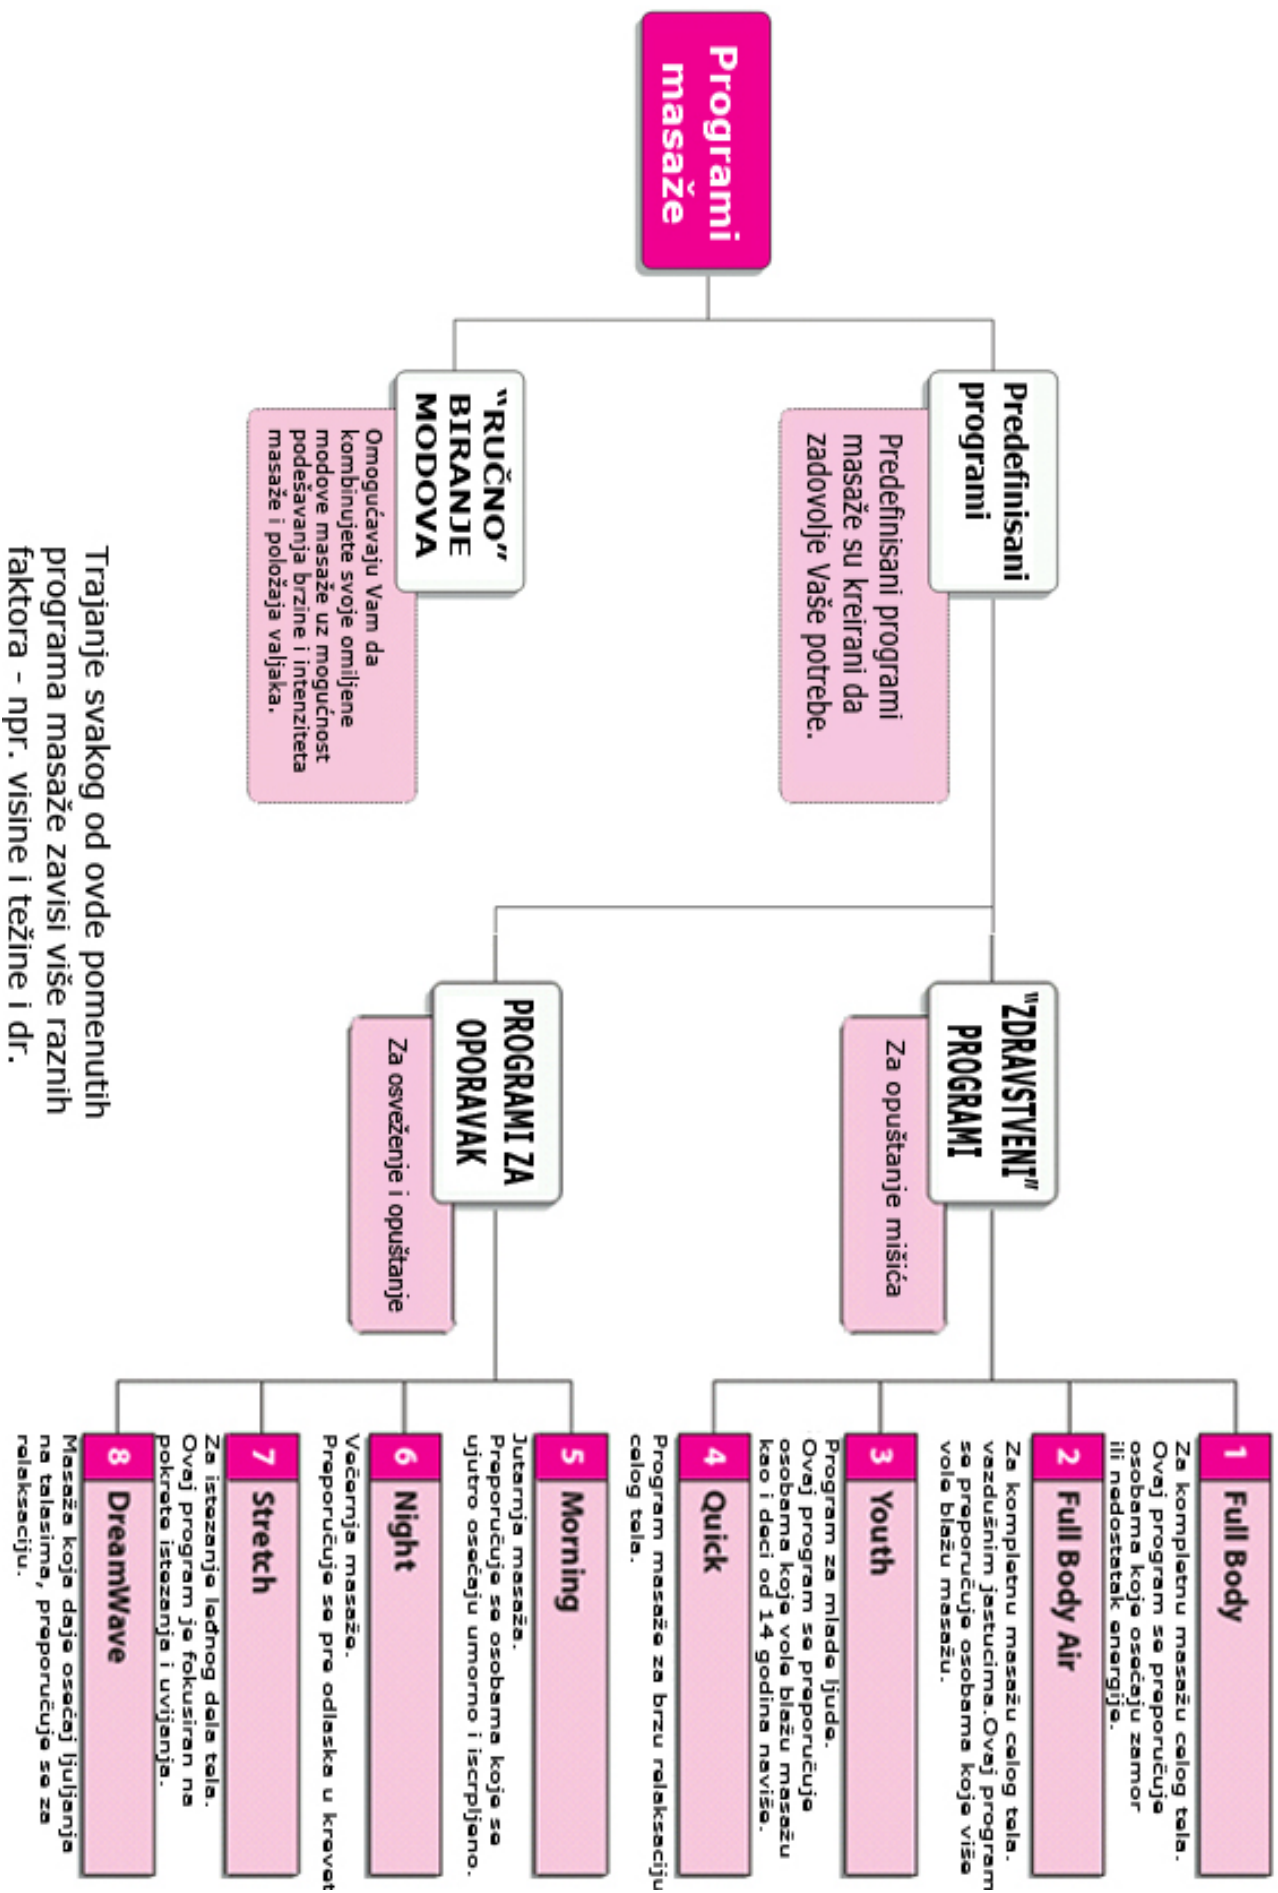 Programi
masaže
Predefinisani
programi
Predefinisani programi
masaže su kreirani da
zadovolje Vaše potrebe.
“RUČNO”
BIRANJE
MODOVA
Omogućavaju Vam da
kombinujete svoje omiljene
modove masaže uz mogućnost
podešavanja brzine i intenziteta
masaže i položaja valjaka.
"ZDRAVSTVENI"
PROGRAMI
Za opuštanje mišića
PROGRAMI ZA
OPORAVAK
Za osveženje i opuštanje
1 Full Body
Za kompletnu masažu celog tela.
Ovaj program se preporučuje
osobama koje osećaju zamor
ili nedostatak energije.
2 Full Body Air
Za kompletnu masažu celog tela.
vazdušnim jastucima.Ovaj program
se preporučuje osobama koje više
vole blažu masažu.
3 Youth
Program za mlade ljude.
Ovaj program se preporučuje
osobama koje vole blažu masažu
kao i deci od 14 godina naviše.
4 Quick
Program masaže za brzu relaksaciju
celog tela.
5 Morning
Jutarnja masaža.
Preporučuje se osobama koje se
ujutro osećaju umorno i iscrpljeno.
6 Night
Večernja masaže.
Preporučuje se pre odlaska u krevet
7 Stretch
Za istezanje leđnog dela tela.
Ovaj program je fokusiran na
pokrete istezanja i uvijanja.
8 DreamWave
Masaža koja daje osećaj ljuljanja
na talasima, preporučuje se za
relaksaciju.
Trajanje svakog od ovde pomenutih
programa masaže zavisi više raznih
faktora - npr. visine i težine i dr.